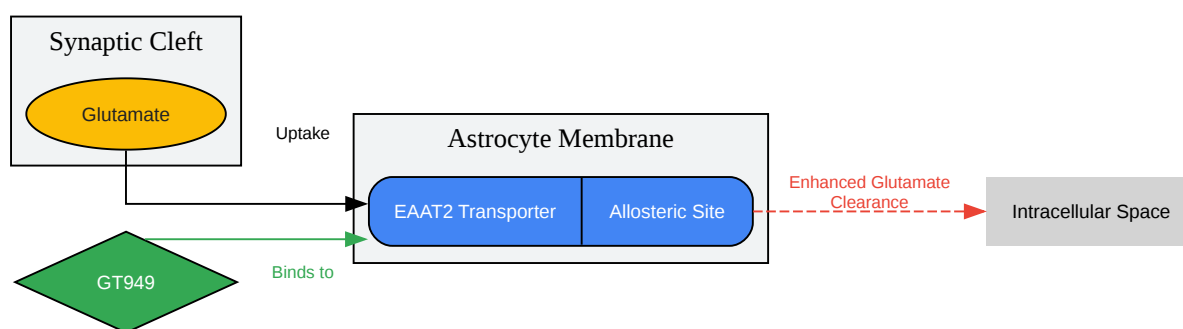 Synaptic Cleft
Glutamate
Uptake
Astrocyte Membrane
EAAT2 Transporter
Allosteric Site
Enhanced Glutamate
Clearance
Intracellular Space
GT949
Binds to